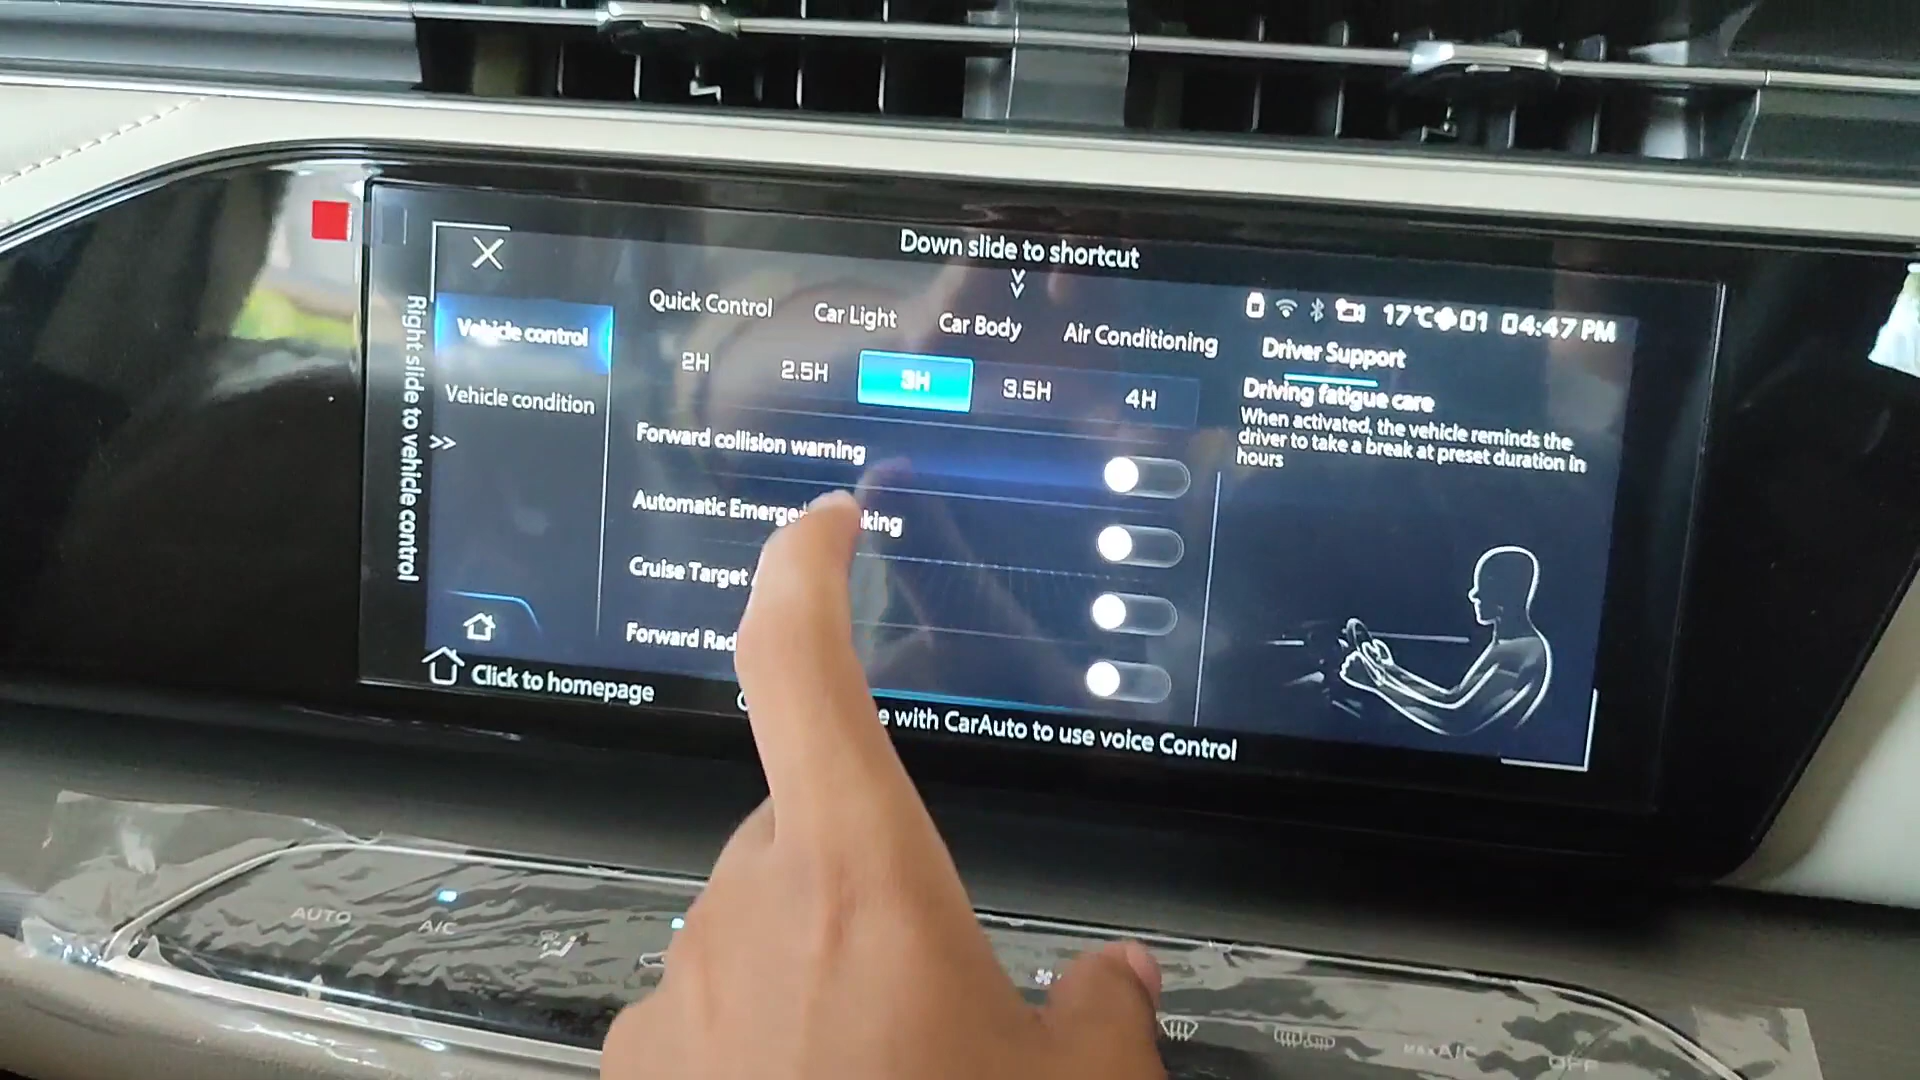 Down slide to shortcut
Right slide to vehicle control
Quick Control
Car Light
Car Body
Air Conditioning
Driver Support
17℃
01
04:47 PM
Vehicle control
Vehicle condition
2H
2.5H
3H
3.5H
4H
Driving fatigue care
When activated, the vehicle reminds the
driver to take a break at preset duration in
hours
Forward collision warning
Automatic
Cruise Target
Forward
Click to homepage
with CarAuto to use voice Control
AUTO
A/C
MAX A/C
OFF